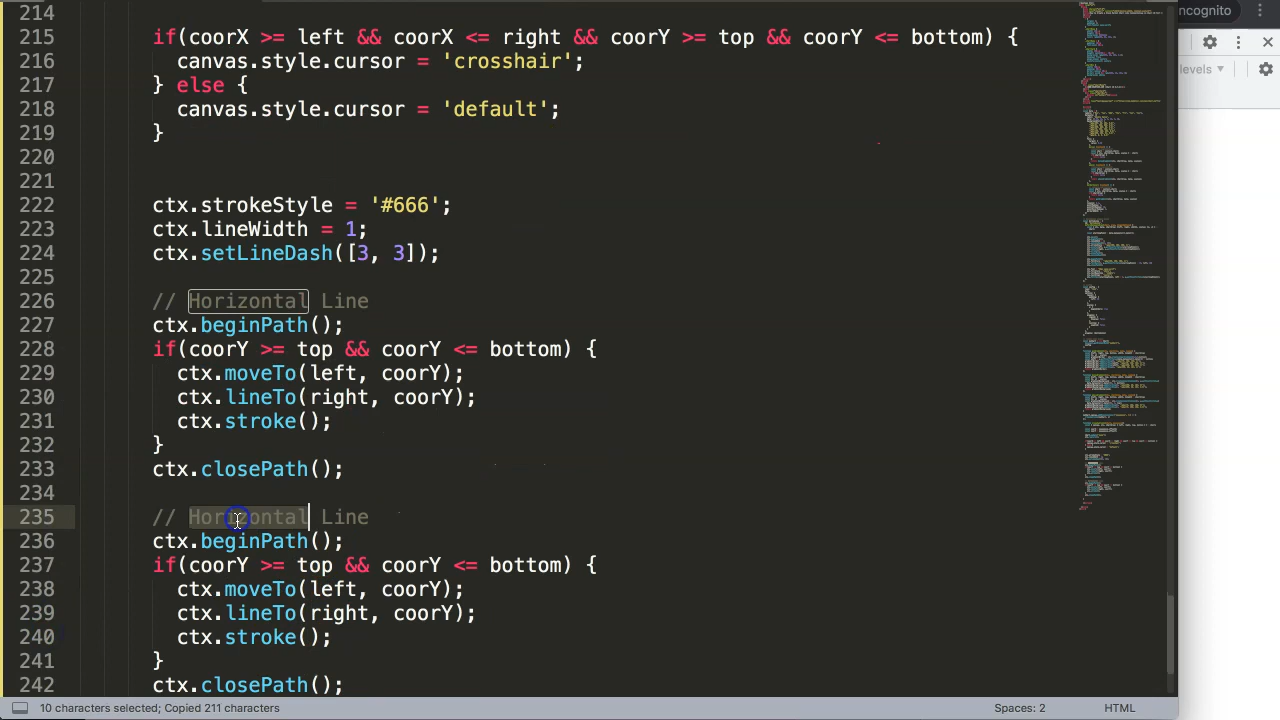 214
Incognito
215 if(coorX >= left && coorX <= right && coorY >= top && coorY <= bottom) {
216 canvas.style.cursor = 'crosshair';
levels ▼
217 } else {
218 canvas.style.cursor = 'default';
219 }
220
221
222 ctx.strokeStyle = '#666';
223 ctx.lineWidth = 1;
224 ctx.setLineDash([3, 3]);
225
226 // Horizontal Line
227 ctx.beginPath();
228 if(coorY >= top && coorY <= bottom) {
229 ctx.moveTo(left, coorY);
230 ctx.lineTo(right, coorY);
231 ctx.stroke();
232 }
233 ctx.closePath();
234
235 // Horizontal Line
236 ctx.beginPath();
237 if(coorY >= top && coorY <= bottom) {
238 ctx.moveTo(left, coorY);
239 ctx.lineTo(right, coorY);
240 ctx.stroke();
241 }
242 ctx.closePath();
10 characters selected; Copied 211 characters
Spaces: 2
HTML